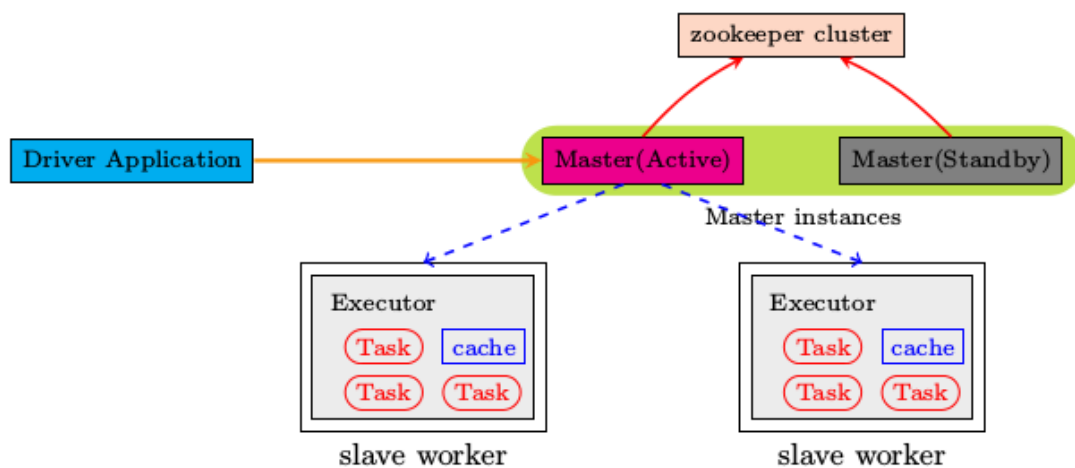 zookeeper cluster
Driver Application
Master(Active)
Master(Standby)
Master instances
Executor
Task
cache
Task
Task
slave worker
Executor
Task
cache
Task
Task
slave worker